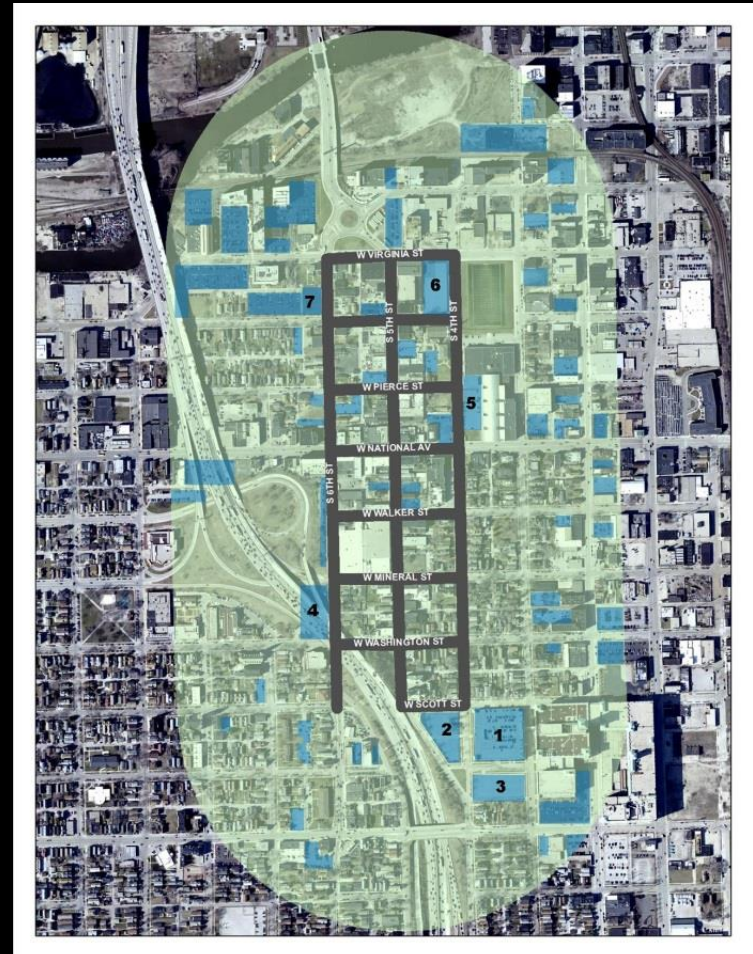 W VIRGINIA ST
6
7
S 5TH ST
S 4TH ST
W PIERCE ST
5
W NATIONAL AV
S 6TH ST
W WALKER ST
W MINERAL ST
4
W WASHINGTON ST
W SCOTT ST
2
1
3